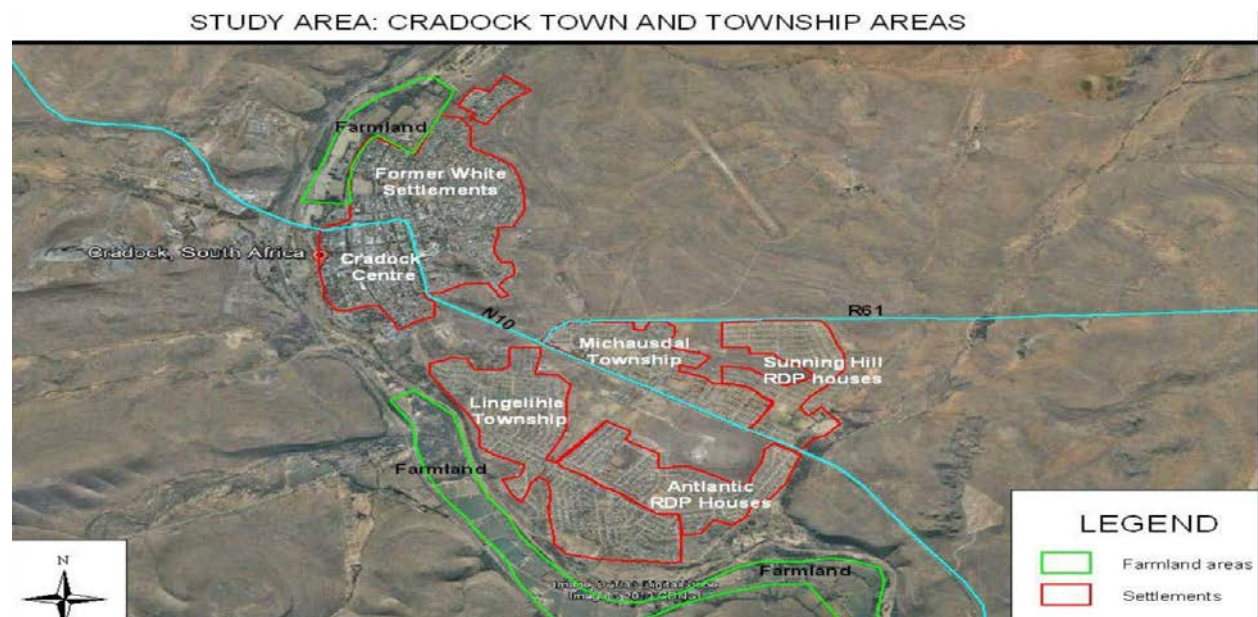 STUDY AREA: CRADOCK TOWN AND TOWNSHIP AREAS
Farmland
Former White
Settlements
Cradock, South Africa
Cradock
Centre
N10
R61
Michausdal
Township
Sunning Hill
RDP houses
Lingelihle
Township
Farmland
Antlantic
RDP Houses
Farmland
LEGEND
Farmland areas
Settlements
N